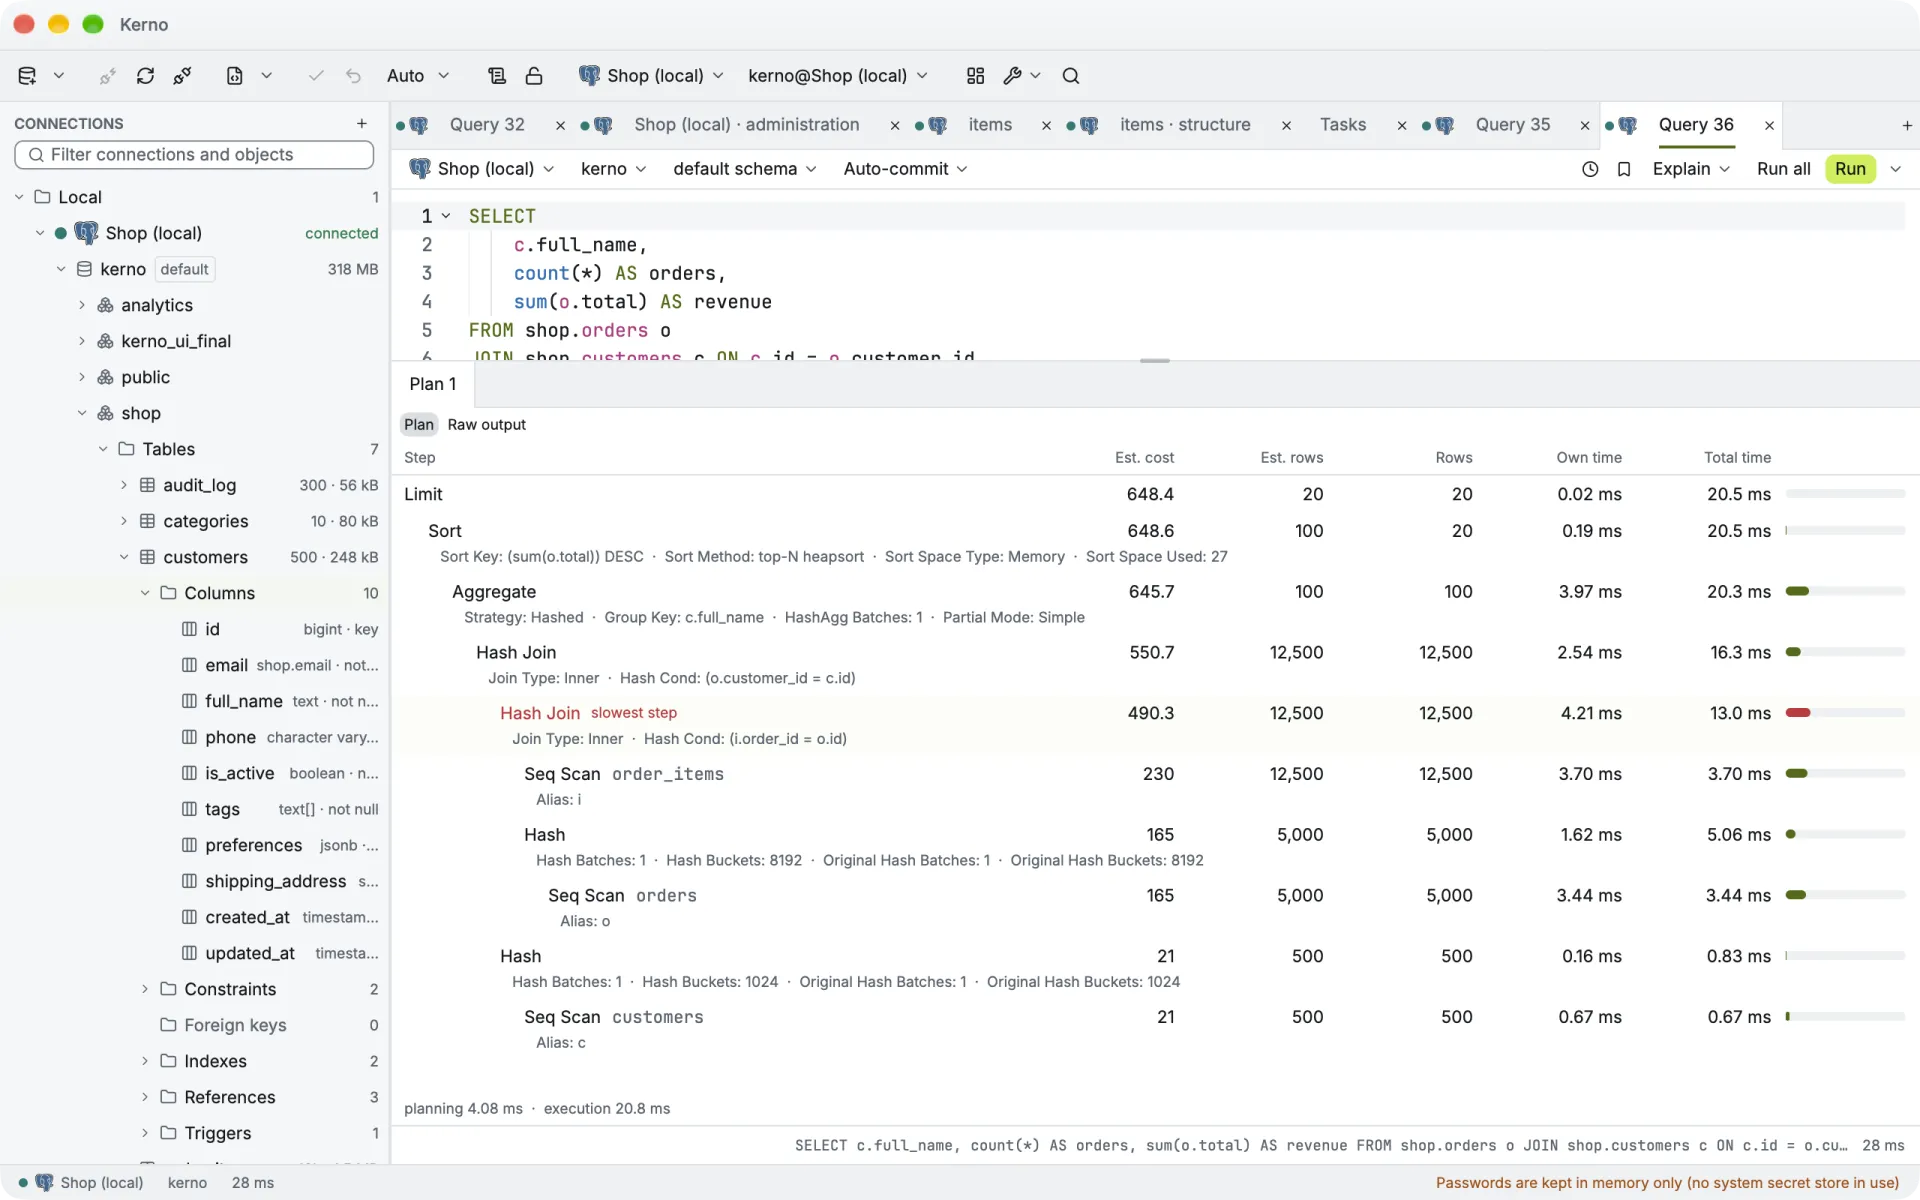 Kerno
Auto
Shop (local)
kerno@Shop (local)
CONNECTIONS
Filter connections and objects
Local 1
Shop (local) connected
kerno default 318 MB
analytics
kerno_ui_final
public
shop
Tables 7
audit_log 300 · 56 kB
categories 10 · 80 kB
customers 500 · 248 kB
Columns 10
id bigint · key
email shop.email · not...
full_name text · not n...
phone character vary...
is_active boolean · n...
tags text[] · not null
preferences jsonb ·...
shipping_address s...
created_at timestam...
updated_at timesta...
Constraints 2
Foreign keys 0
Indexes 2
References 3
Triggers 1
Query 32
Shop (local) · administration
items
items · structure
Tasks
Query 35
Query 36
Shop (local) kerno default schema Auto-commit Explain Run all Run
1 SELECT
2 c.full_name,
3 count(*) AS orders,
4 sum(o.total) AS revenue
5 FROM shop.orders o
6 JOIN shop.customers c ON c.id = o.customer_id
Plan 1
Plan Raw output
Step Est. cost Est. rows Rows Own time Total time
Limit 648.4 20 20 0.02 ms 20.5 ms
Sort 648.6 100 20 0.19 ms 20.5 ms
Sort Key: (sum(o.total)) DESC · Sort Method: top-N heapsort · Sort Space Type: Memory · Sort Space Used: 27
Aggregate 645.7 100 100 3.97 ms 20.3 ms
Strategy: Hashed · Group Key: c.full_name · HashAgg Batches: 1 · Partial Mode: Simple
Hash Join 550.7 12,500 12,500 2.54 ms 16.3 ms
Join Type: Inner · Hash Cond: (o.customer_id = c.id)
Hash Join slowest step 490.3 12,500 12,500 4.21 ms 13.0 ms
Join Type: Inner · Hash Cond: (i.order_id = o.id)
Seq Scan order_items 230 12,500 12,500 3.70 ms 3.70 ms
Alias: i
Hash 165 5,000 5,000 1.62 ms 5.06 ms
Hash Batches: 1 · Hash Buckets: 8192 · Original Hash Batches: 1 · Original Hash Buckets: 8192
Seq Scan orders 165 5,000 5,000 3.44 ms 3.44 ms
Alias: o
Hash 21 500 500 0.16 ms 0.83 ms
Hash Batches: 1 · Hash Buckets: 1024 · Original Hash Batches: 1 · Original Hash Buckets: 1024
Seq Scan customers 21 500 500 0.67 ms 0.67 ms
Alias: c
planning 4.08 ms · execution 20.8 ms
SELECT c.full_name, count(*) AS orders, sum(o.total) AS revenue FROM shop.orders o JOIN shop.customers c ON c.id = o.cu… 28 ms
Shop (local) kerno 28 ms
Passwords are kept in memory only (no system secret store in use)